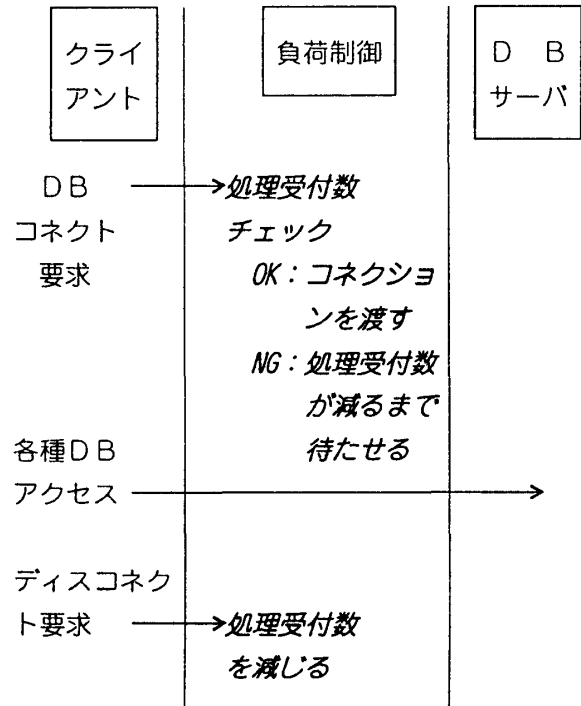 クライ
アント
負荷制御
D B
サーバ
DB
コネクト
要求
処理受付数
チェック
OK:コネクショ
ンを渡す
NG:処理受付数
が減るまで
待たせる
各種DB
アクセス
ディスコネク
ト要求
処理受付数
を減じる